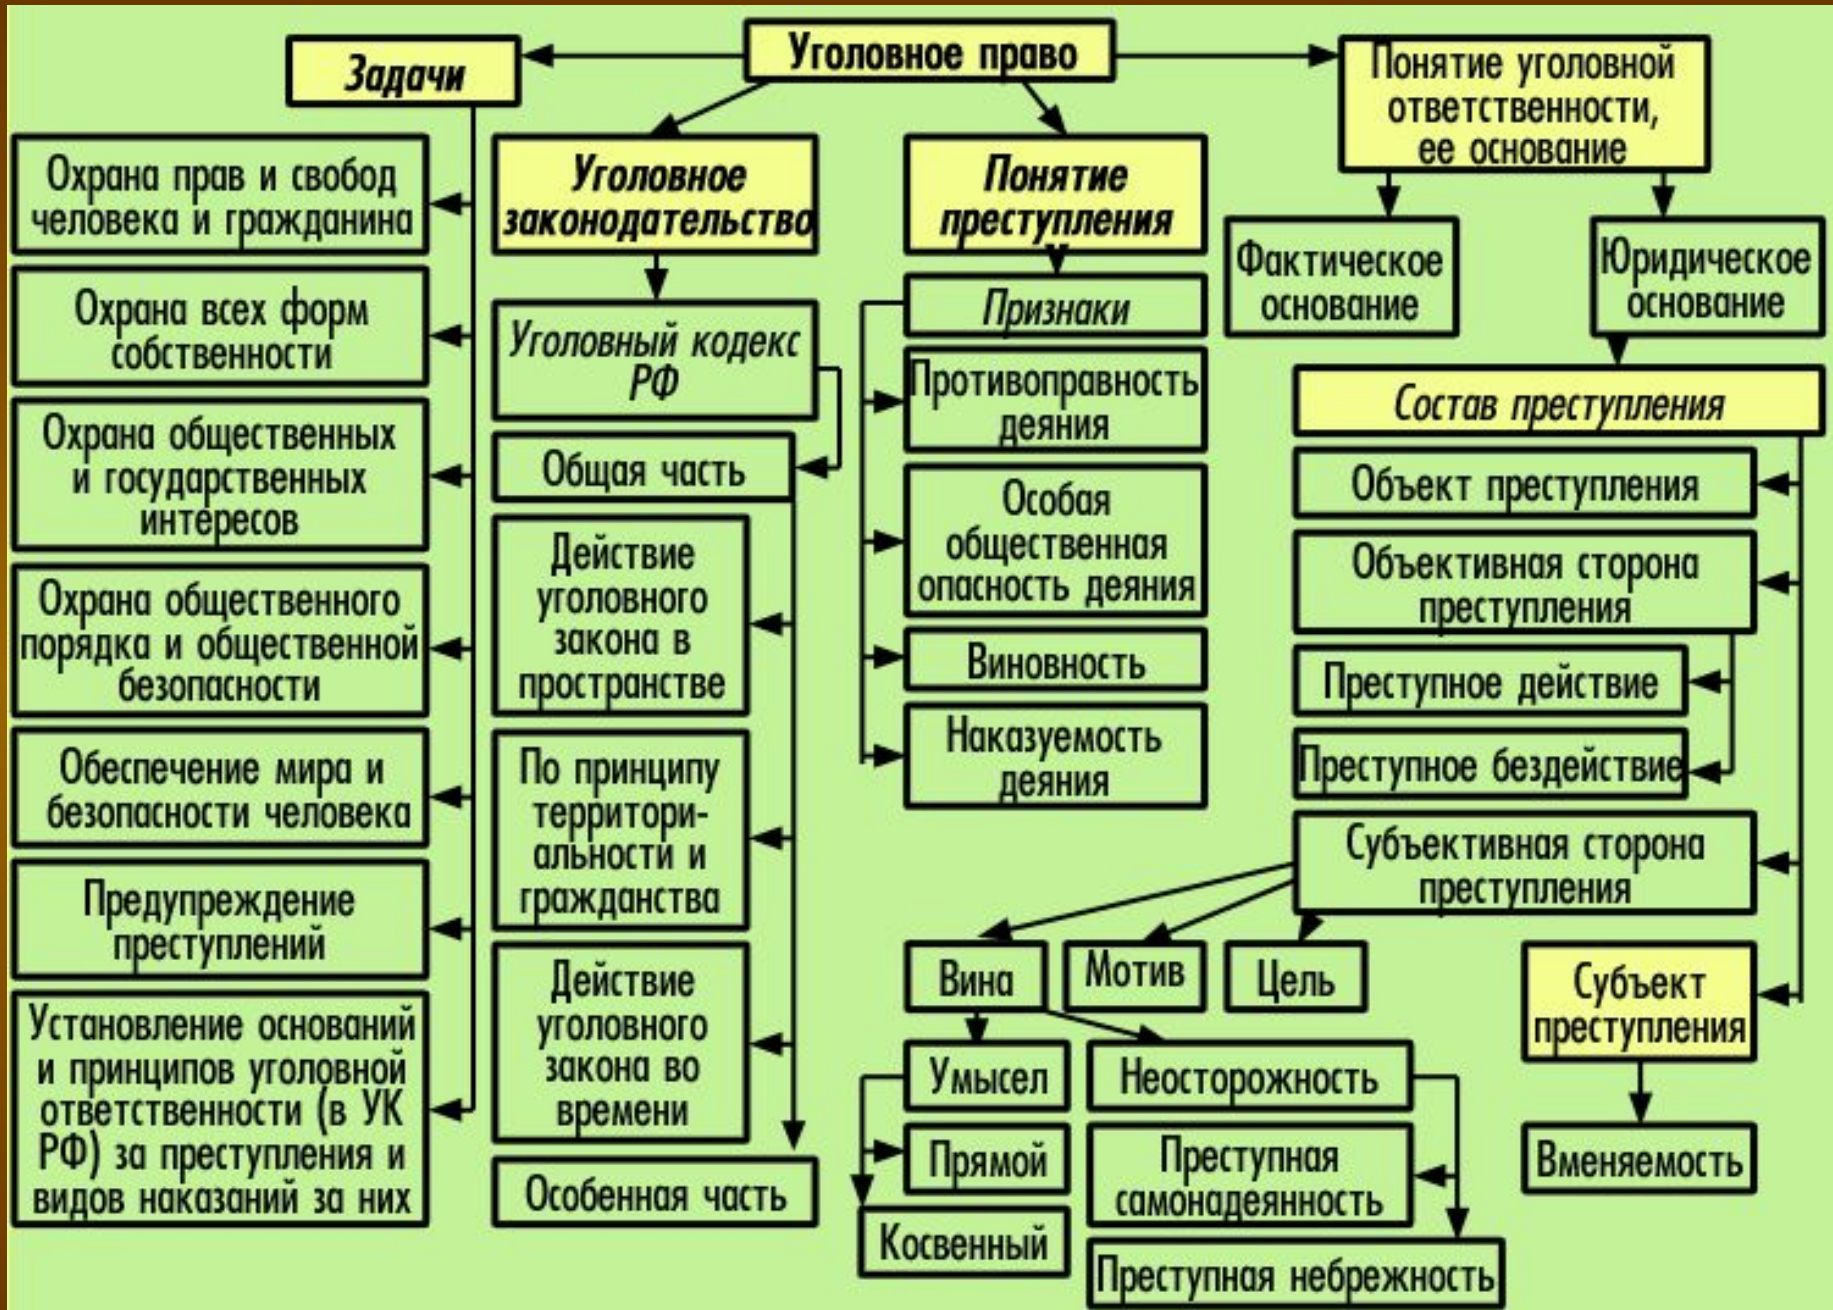 Уголовное право
Задачи
Охрана прав и свобод
человека и гражданина
Охрана всех форм
собственности
Охрана общественных
и государственных
интересов
Охрана общественного
порядка и общественной
безопасности
Обеспечение мира и
безопасности человека
Предупреждение
преступлений
Установление оснований
и принципов уголовной
ответственности (в УК
РФ) за преступления и
видов наказаний за них
Уголовное
законодательство
Уголовный кодекс
РФ
Общая часть
Действие
уголовного
закона в
пространстве
По принципу
территори-
альности и
гражданства
Действие
уголовного
закона во
времени
Особенная часть
Понятие
преступления
Признаки
Противоправность
деяния
Особая
общественная
опасность деяния
Виновность
Наказуемость
деяния
Понятие уголовной
ответственности,
ее основание
Фактическое
основание
Юридическое
основание
Состав преступления
Объект преступления
Объективная сторона
преступления
Преступное действие
Преступное бездействие
Субъективная сторона
преступления
Вина
Мотив
Цель
Умысел
Прямой
Косвенный
Неосторожность
Преступная
самонадеянность
Преступная небрежность
Субъект
преступления
Вменяемость